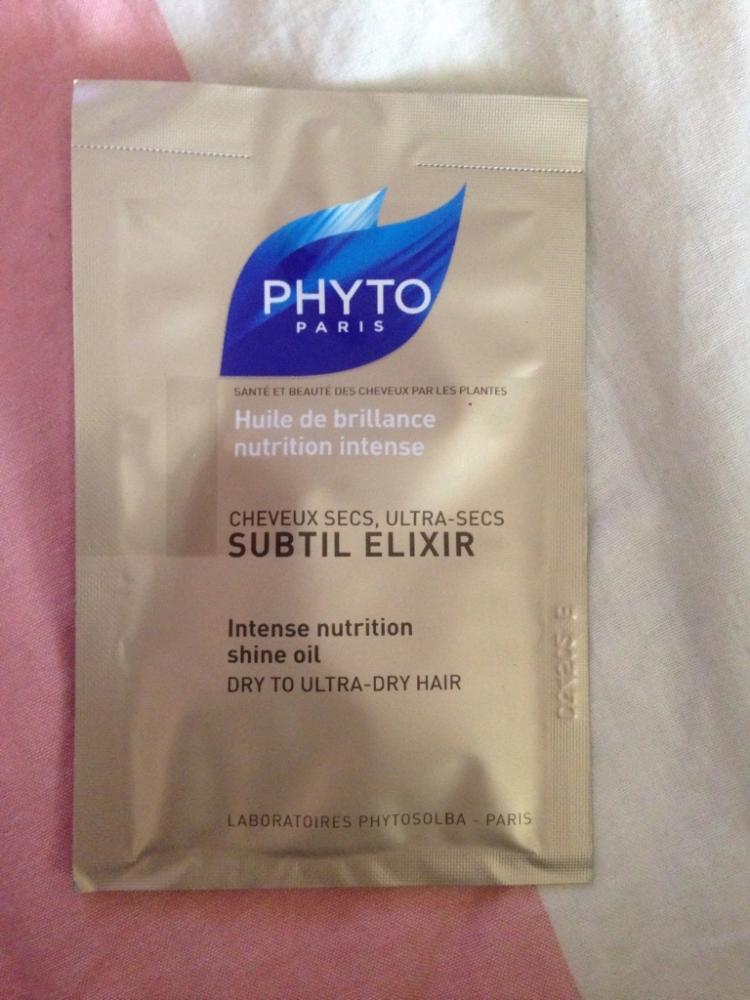 PHYTO
PARIS
SANTÉ ET BEAUTÉ DES CHEVEUX PAR LES PLANTES
Huile de brillance
nutrition intense
CHEVEUX SECS, ULTRA-SECS
SUBTIL ELIXIR
Intense nutrition
shine oil
DRY TO ULTRA-DRY HAIR
LABORATOIRES PHYTOSOLBA - PARIS